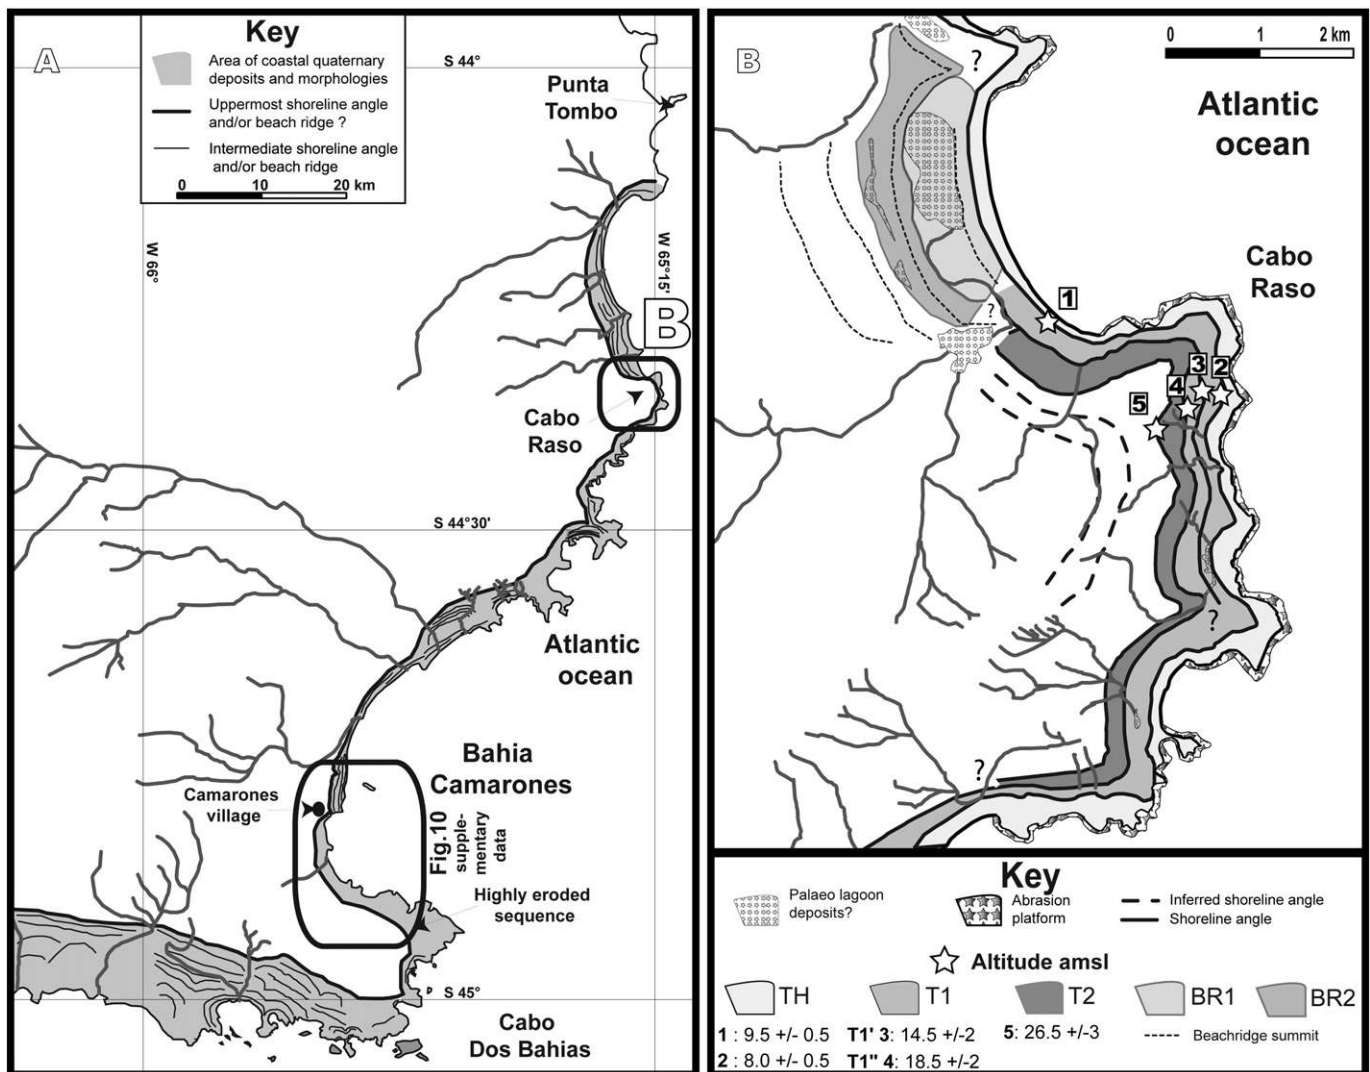 A
Key
Area of coastal quaternary
deposits and morphologies
Uppermost shoreline angle
and/or beach ridge ?
Intermediate shoreline angle
and/or beach ridge
0 10 20 km
S 44°
Punta
Tombo
W 66°
W 65°15'
B
Cabo
Raso
S 44°30'
Atlantic
ocean
Bahia
Camarones
Camarones
village
Fig.10
supple-
mentary
data
Highly eroded
sequence
S 45°
Cabo
Dos Bahias
B
0 1 2 km
?
Atlantic
ocean
Cabo
Raso
1
?
3
2
4
5
?
?
Key
Palaeo lagoon
deposits?
Abrasion
platform
Inferred shoreline angle
Shoreline angle
Altitude amsl
TH T1 T2 BR1 BR2
1 : 9.5 +/- 0.5 T1' 3: 14.5 +/-2 5: 26.5 +/-3 Beachridge summit
2 : 8.0 +/- 0.5 T1" 4: 18.5 +/-2